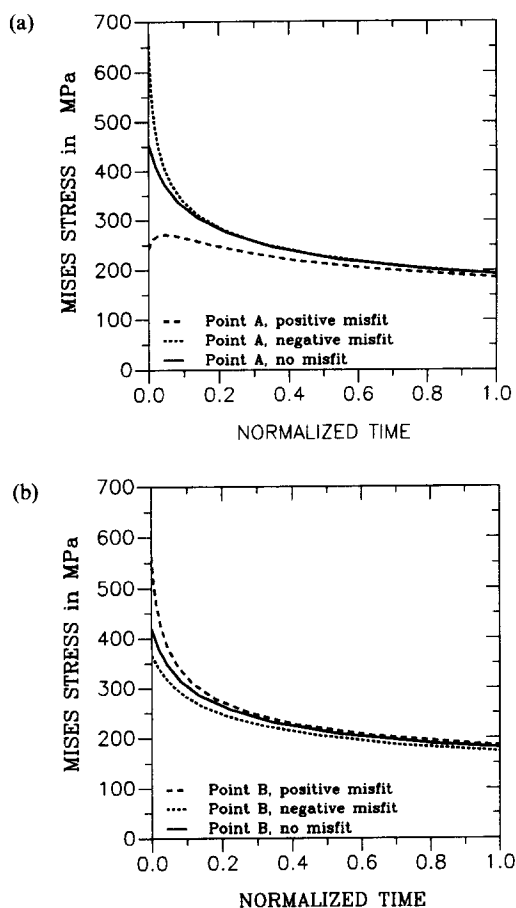 (a)
700
600
500
400
300
200
100
0
MISES STRESS in MPa
Point A, positive misfit
Point A, negative misfit
Point A, no misfit
0.0 0.2 0.4 0.6 0.8 1.0
NORMALIZED TIME
(b)
700
600
500
400
300
200
100
0
MISES STRESS in MPa
Point B, positive misfit
Point B, negative misfit
Point B, no misfit
0.0 0.2 0.4 0.6 0.8 1.0
NORMALIZED TIME